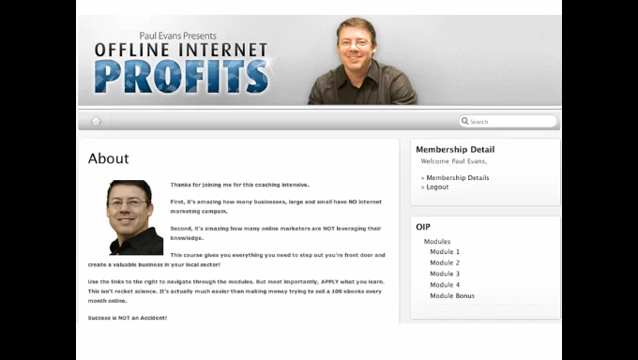 Paul Evans Presents
OFFLINE INTERNET
PROFITS
Search
About
Thanks for joining me for this coaching intensive.
First, it's amazing how many businesses, large and small have NO internet
marketing campain.
Second, it's amazing how many online marketers are NOT leveraging their
knowledge.
This course gives you everything you need to step out you're front door and
create a valuable business in your local sector!
Use the links to the right to navigate through the modules. But most importantly, APPLY what you learn.
This isn't rocket science. It's actually much easier than making money trying to sell a 100 ebooks every
month online.
Success is NOT an Accident!
Membership Detail
Welcome Paul Evans,
» Membership Details
» Logout
OIP
Modules
Module 1
Module 2
Module 3
Module 4
Module Bonus